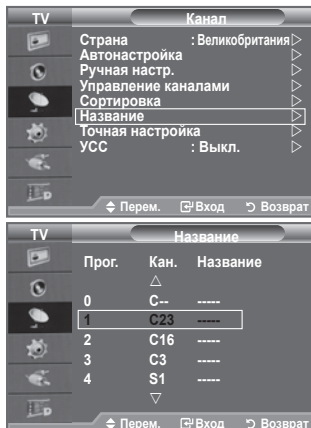 TV Канал
Страна : Великобритания ▷
Автонастройка ▷
Ручная настр. ▷
Управление каналами ▷
Сортировка ▷
Название ▷
Точная настройка ▷
УСС : Выкл. ▷
Перем. Вход Возврат
TV Название
Прог. Кан. Название
△
0 C-- -----
1 C23 -----
2 C16 -----
3 C3 -----
4 S1 -----
▽
Перем. Вход Возврат